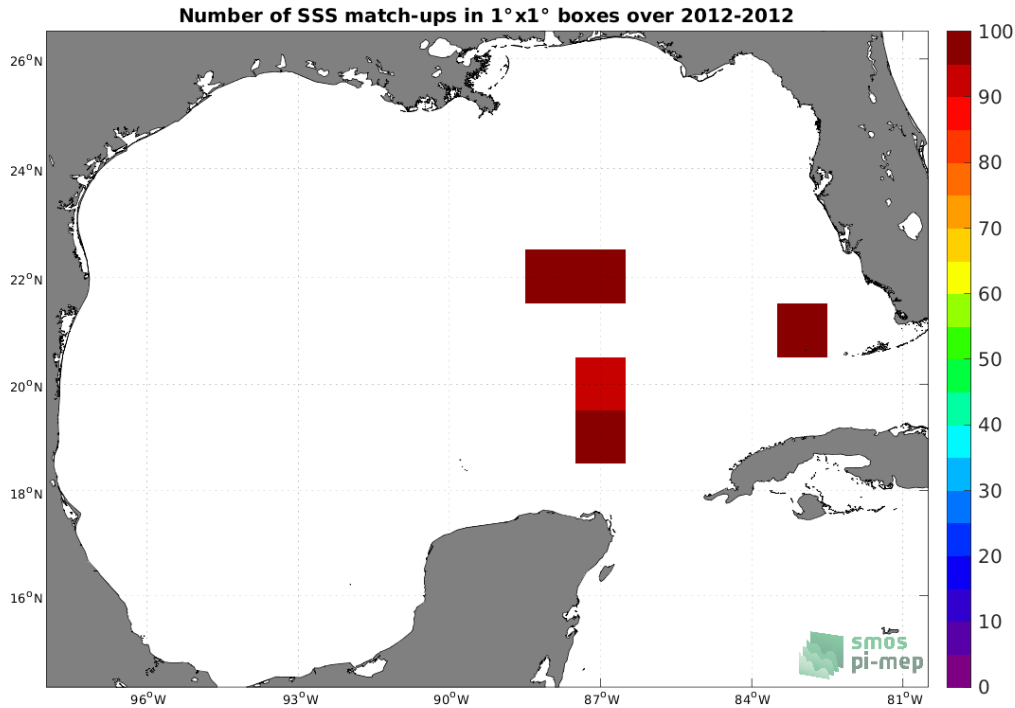 Number of SSS match-ups in 1°x1° boxes over 2012-2012
26°N
24°N
22°N
20°N
18°N
16°N
96°W
93°W
90°W
87°W
84°W
81°W
100
90
80
70
60
50
40
30
20
10
0
smos
pi-mep